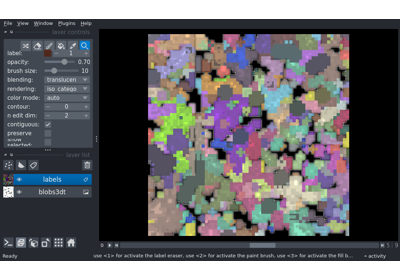 File View Window Plugins Help
layer controls
label: 1
opacity: 0.70
brush size: 10
blending: translucen
rendering: iso_catego
color mode: auto
contour: 0
n edit dim: 2
contiguous:
preserve
selected:
layer list
labels
blobs3dt
Ready
use <1> for activate the label eraser, use <2> for activate the paint brush, use <3> for activate the fill b...
activity